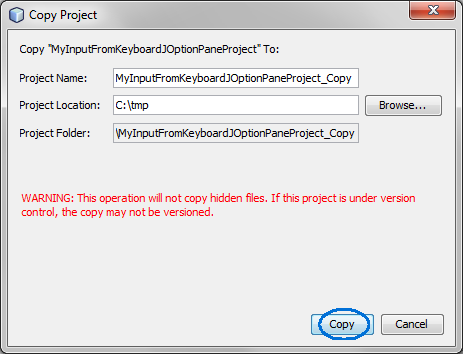 Copy Project
Copy "MyInputFromKeyboardJOptionPaneProject" To:
Project Name: MyInputFromKeyboardJOptionPaneProject_Copy
Project Location: C:\tmp Browse...
Project Folder: \MyInputFromKeyboardJOptionPaneProject_Copy
WARNING: This operation will not copy hidden files. If this project is under version
control, the copy may not be versioned.
Copy Cancel